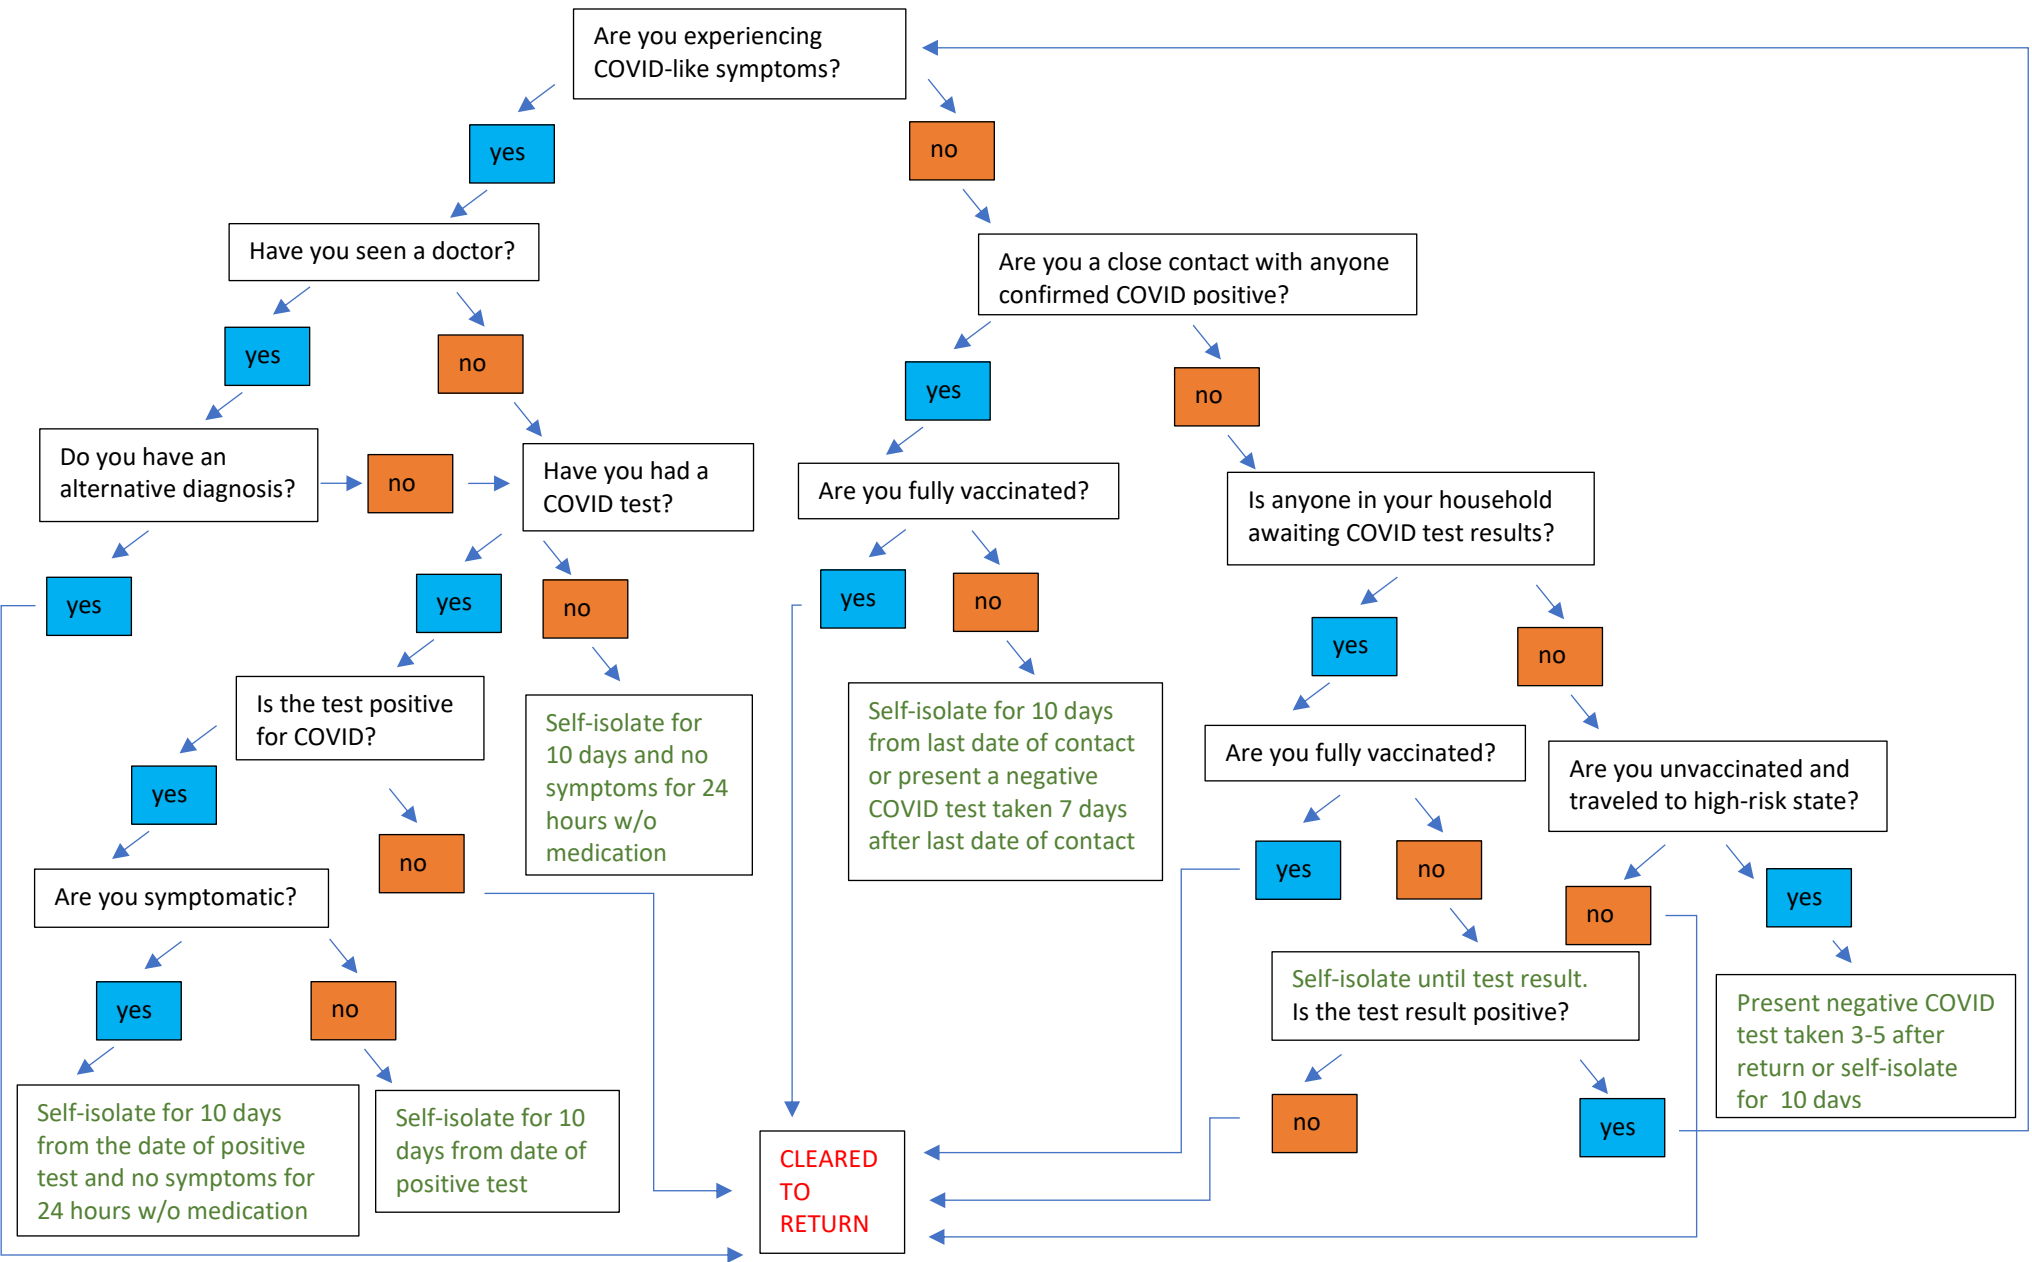 Are you experiencing
COVID-like symptoms?
yes
no
Have you seen a doctor?
Are you a close contact with anyone
confirmed COVID positive?
yes
no
yes
no
Do you have an
alternative diagnosis?
no
Have you had a
COVID test?
Are you fully vaccinated?
Is anyone in your household
awaiting COVID test results?
yes
yes
no
yes
no
yes
no
Is the test positive
for COVID?
Self-isolate for
10 days and no
symptoms for 24
hours w/o
medication
Self-isolate for 10 days
from last date of contact
or present a negative
COVID test taken 7 days
after last date of contact
Are you fully vaccinated?
Are you unvaccinated and
traveled to high-risk state?
yes
no
yes
no
no
yes
Are you symptomatic?
Self-isolate until test result.
Is the test result positive?
Present negative COVID
test taken 3-5 after
return or self-isolate
for 10 days
yes
no
no
yes
Self-isolate for 10 days
from the date of positive
test and no symptoms for
24 hours w/o medication
Self-isolate for 10
days from date of
positive test
CLEARED
TO
RETURN